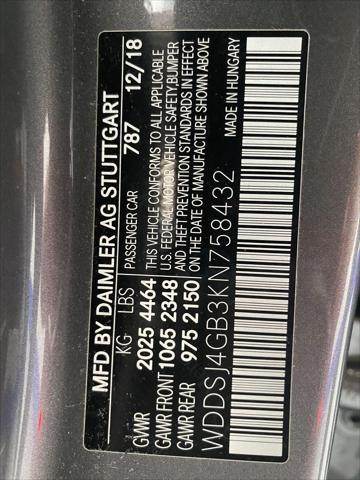 MFD BY DAIMLER AG STUTTGART
KG LBS PASSENGER CAR 787 12/18
GVWR 2025 4464 THIS VEHICLE CONFORMS TO ALL APPLICABLE
GAWR FRONT 1065 2348 U.S. FEDERAL MOTOR VEHICLE SAFETY, BUMPER
GAWR REAR 975 2150 AND THEFT PREVENTION STANDARDS IN EFFECT
ON THE DATE OF MANUFACTURE SHOWN ABOVE
MADE IN HUNGARY
WDDSJ4GB3KN758432